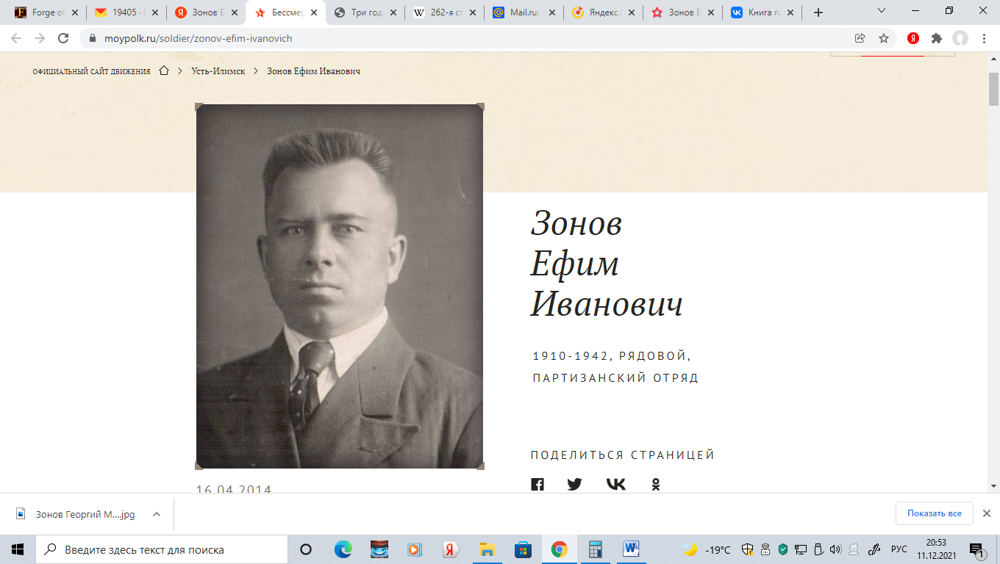 Forge of
19405 ·
Зонов Е
Бессмер
Три год
262-я ст
Mail.ru:
Яндекс.
Зонов Е
Книга п
moypolk.ru/soldier/zonov-efim-ivanovich
ОФИЦИАЛЬНЫЙ САЙТ ДВИЖЕНИЯ > Усть-Илимск > Зонов Ефим Иванович
Зонов
Ефим
Иванович
1910-1942, РЯДОВОЙ,
ПАРТИЗАНСКИЙ ОТРЯД
ПОДЕЛИТЬСЯ СТРАНИЦЕЙ
16.04.2014
Зонов Георгий М....jpg
Показать все
Введите здесь текст для поиска
-19°C
РУС
20:53
11.12.2021
1